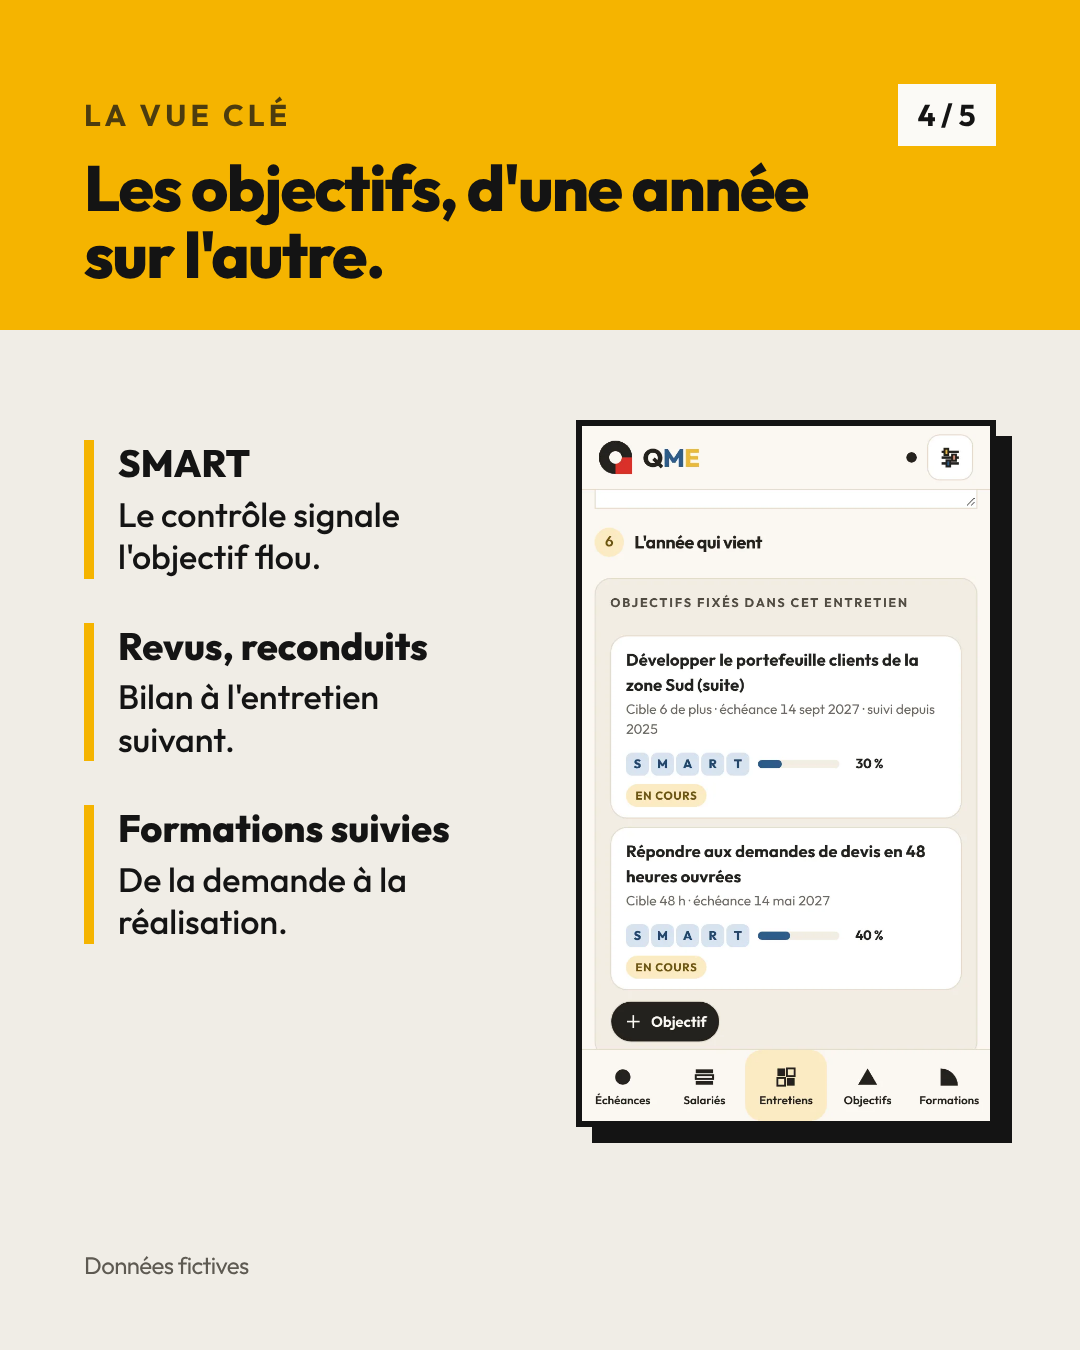 LA VUE CLÉ
4 / 5
Les objectifs, d'une année
sur l'autre.
SMART
Le contrôle signale
l'objectif flou.
Revus, reconduits
Bilan à l'entretien
suivant.
Formations suivies
De la demande à la
réalisation.
QME
6 L'année qui vient
OBJECTIFS FIXÉS DANS CET ENTRETIEN
Développer le portefeuille clients de la
zone Sud (suite)
Cible 6 de plus · échéance 14 sept 2027 · suivi depuis
2025
S M A R T 30 %
EN COURS
Répondre aux demandes de devis en 48
heures ouvrées
Cible 48 h · échéance 14 mai 2027
S M A R T 40 %
EN COURS
+ Objectif
Échéances Salariés Entretiens Objectifs Formations
Données fictives